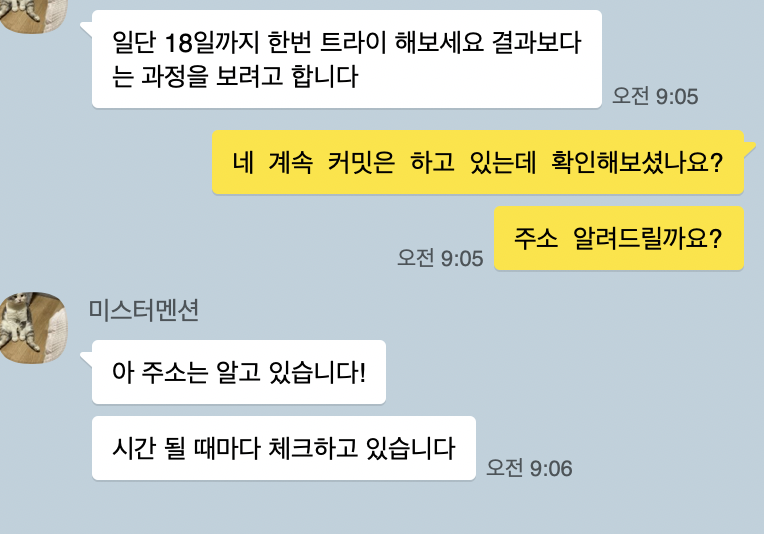 일단 18일까지 한번 트라이 해보세요 결과보다
는 과정을 보려고 합니다
오전 9:05
네 계속 커밋은 하고 있는데 확인해보셨나요?
주소 알려드릴까요?
오전 9:05
미스터멘션
아 주소는 알고 있습니다!
시간 될 때마다 체크하고 있습니다
오전 9:06